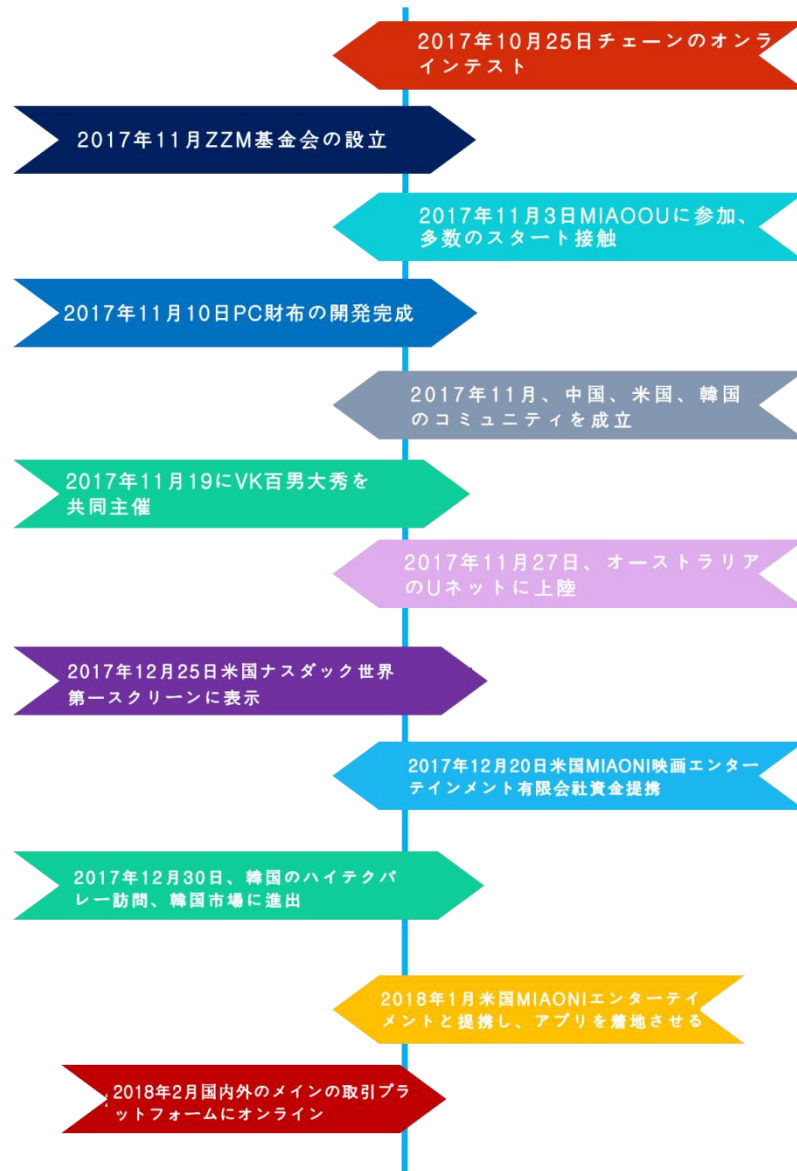 2017年10月25日チェーンのオンラ
インテスト
2017年11月ZZM基金会の設立
2017年11月3日MIAOOUに参加、
多数のスタート接触
2017年11月10日PC財布の開発完成
2017年11月、中国、米国、韓国
のコミュニティを成立
2017年11月19にVK百男大秀を
共同主催
2017年11月27日、オーストラリア
のUネットに上陸
2017年12月25日米国ナスダック世界
第一スクリーンに表示
2017年12月20日米国MIAONI映画エンター
テインメント有限会社資金提携
2017年12月30日、韓国のハイテクバ
レー訪問、韓国市場に進出
2018年1月米国MIAONIエンターテイ
メントと提携し、アプリを着地させる
2018年2月国内外のメインの取引プラ
ットフォームにオンライン